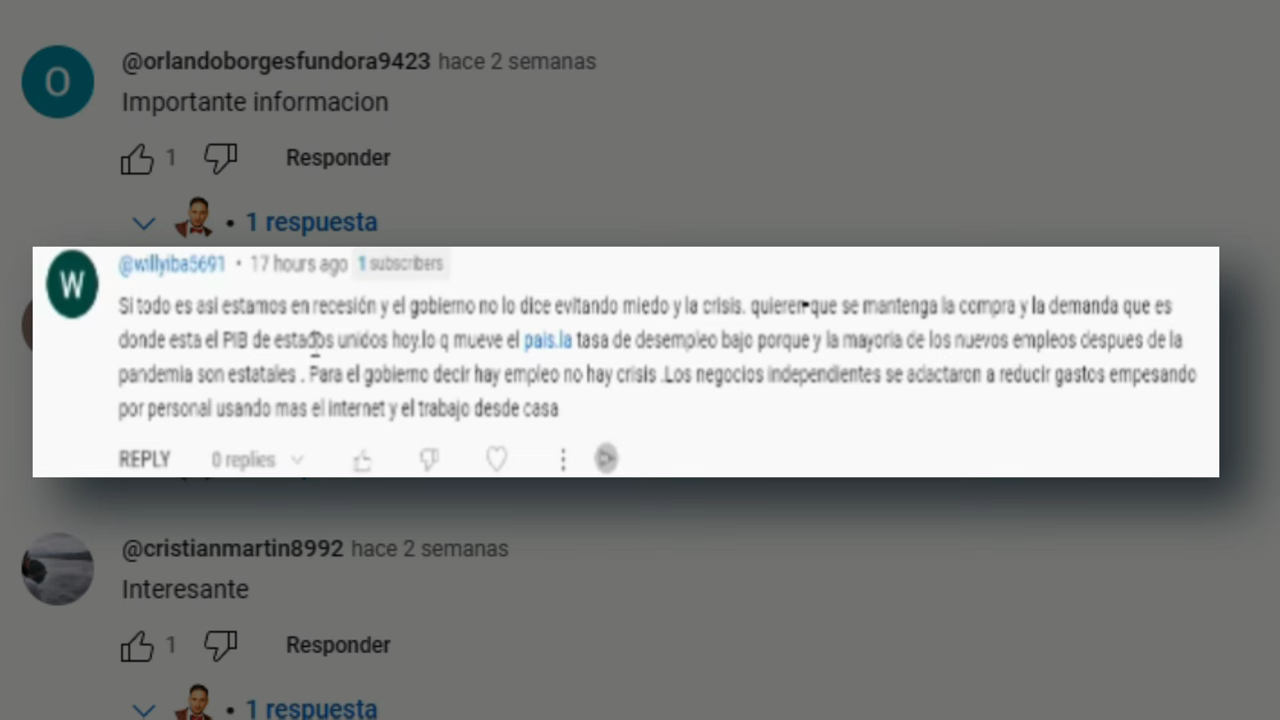 O
@orlandoborgesfundora9423 hace 2 semanas
Importante informacion
1 Responder
• 1 respuesta
W
@willyiba5691 • 17 hours ago 1 subscribers
Si todo es asi estamos en recesión y el gobierno no lo dice evitando miedo y la crisis. quieren que se mantenga la compra y la demanda que es
donde esta el PIB de estados unidos hoy.lo q mueve el pais.la tasa de desempleo bajo porque y la mayoria de los nuevos empleos despues de la
pandemia son estatales . Para el gobierno decir hay empleo no hay crisis .Los negocios independientes se adactaron a reducir gastos empesando
por personal usando mas el internet y el trabajo desde casa
REPLY 0 replies
@cristianmartin8992 hace 2 semanas
Interesante
1 Responder
• 1 respuesta